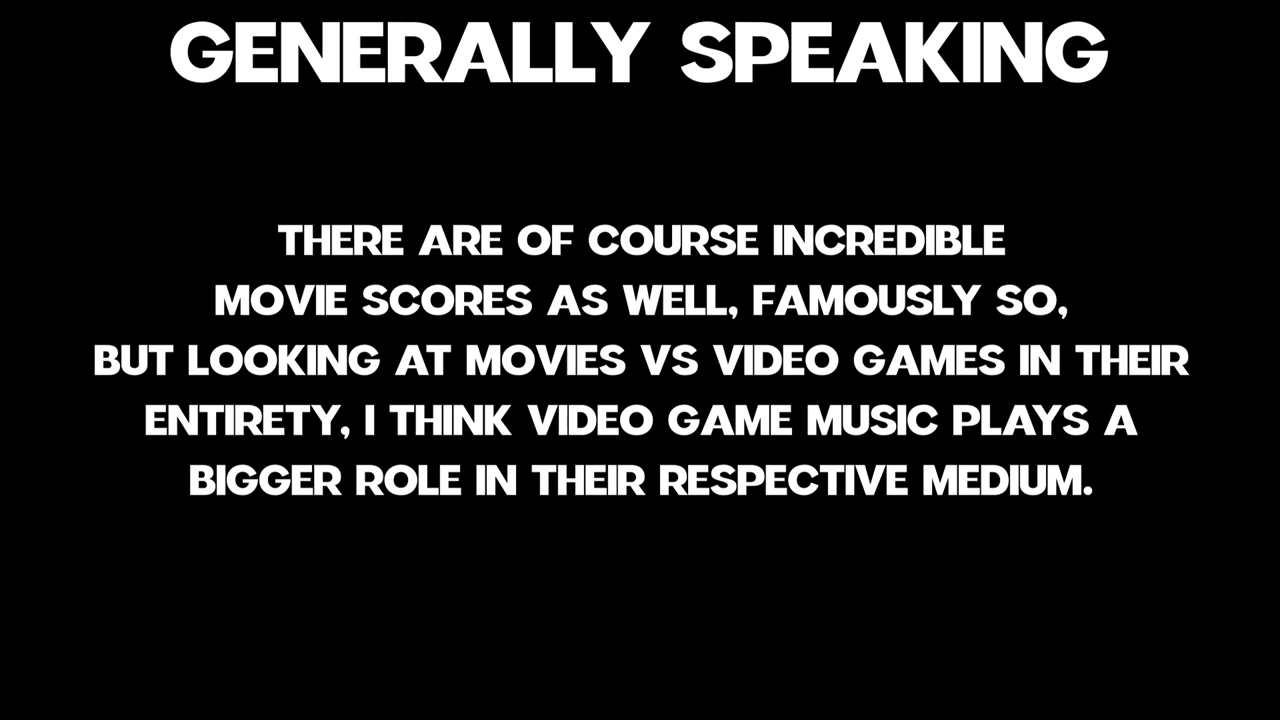 GENERALLY SPEAKING
THERE ARE OF COURSE INCREDIBLE
MOVIE SCORES AS WELL, FAMOUSLY SO,
BUT LOOKING AT MOVIES VS VIDEO GAMES IN THEIR
ENTIRETY, I THINK VIDEO GAME MUSIC PLAYS A
BIGGER ROLE IN THEIR RESPECTIVE MEDIUM.